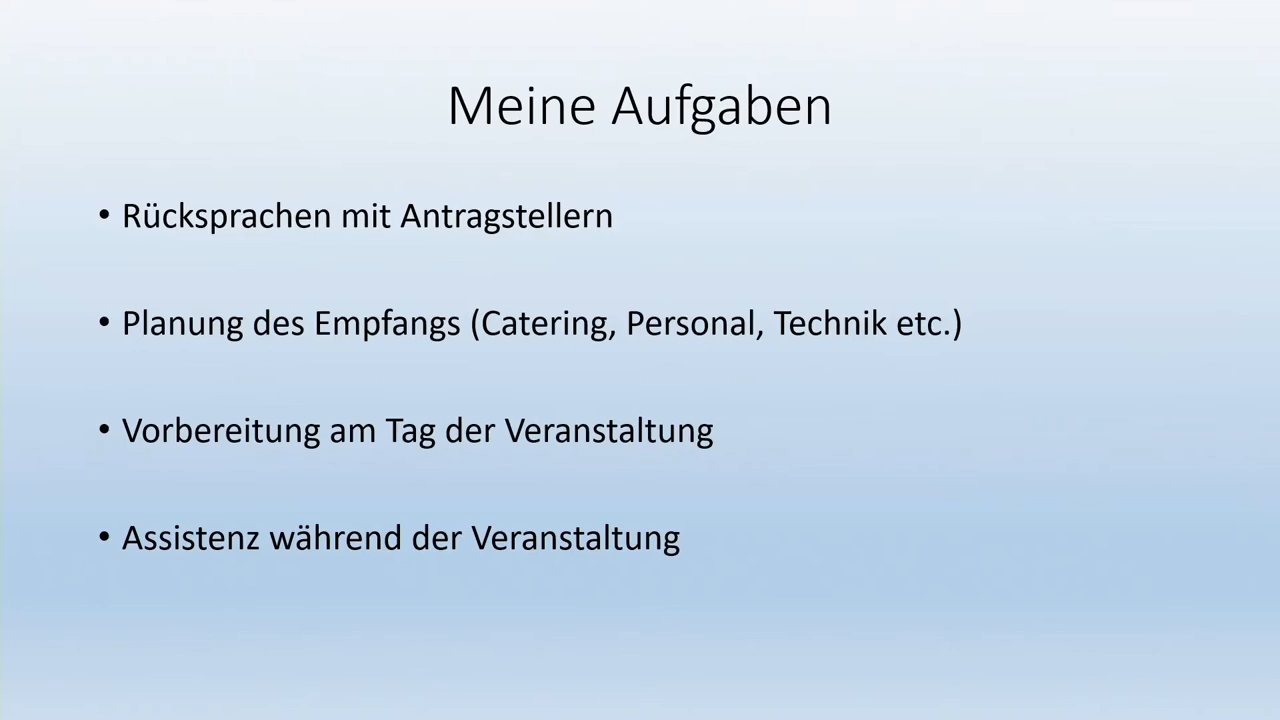 Meine Aufgaben
• Rücksprachen mit Antragstellern
• Planung des Empfangs (Catering, Personal, Technik etc.)
• Vorbereitung am Tag der Veranstaltung
• Assistenz während der Veranstaltung